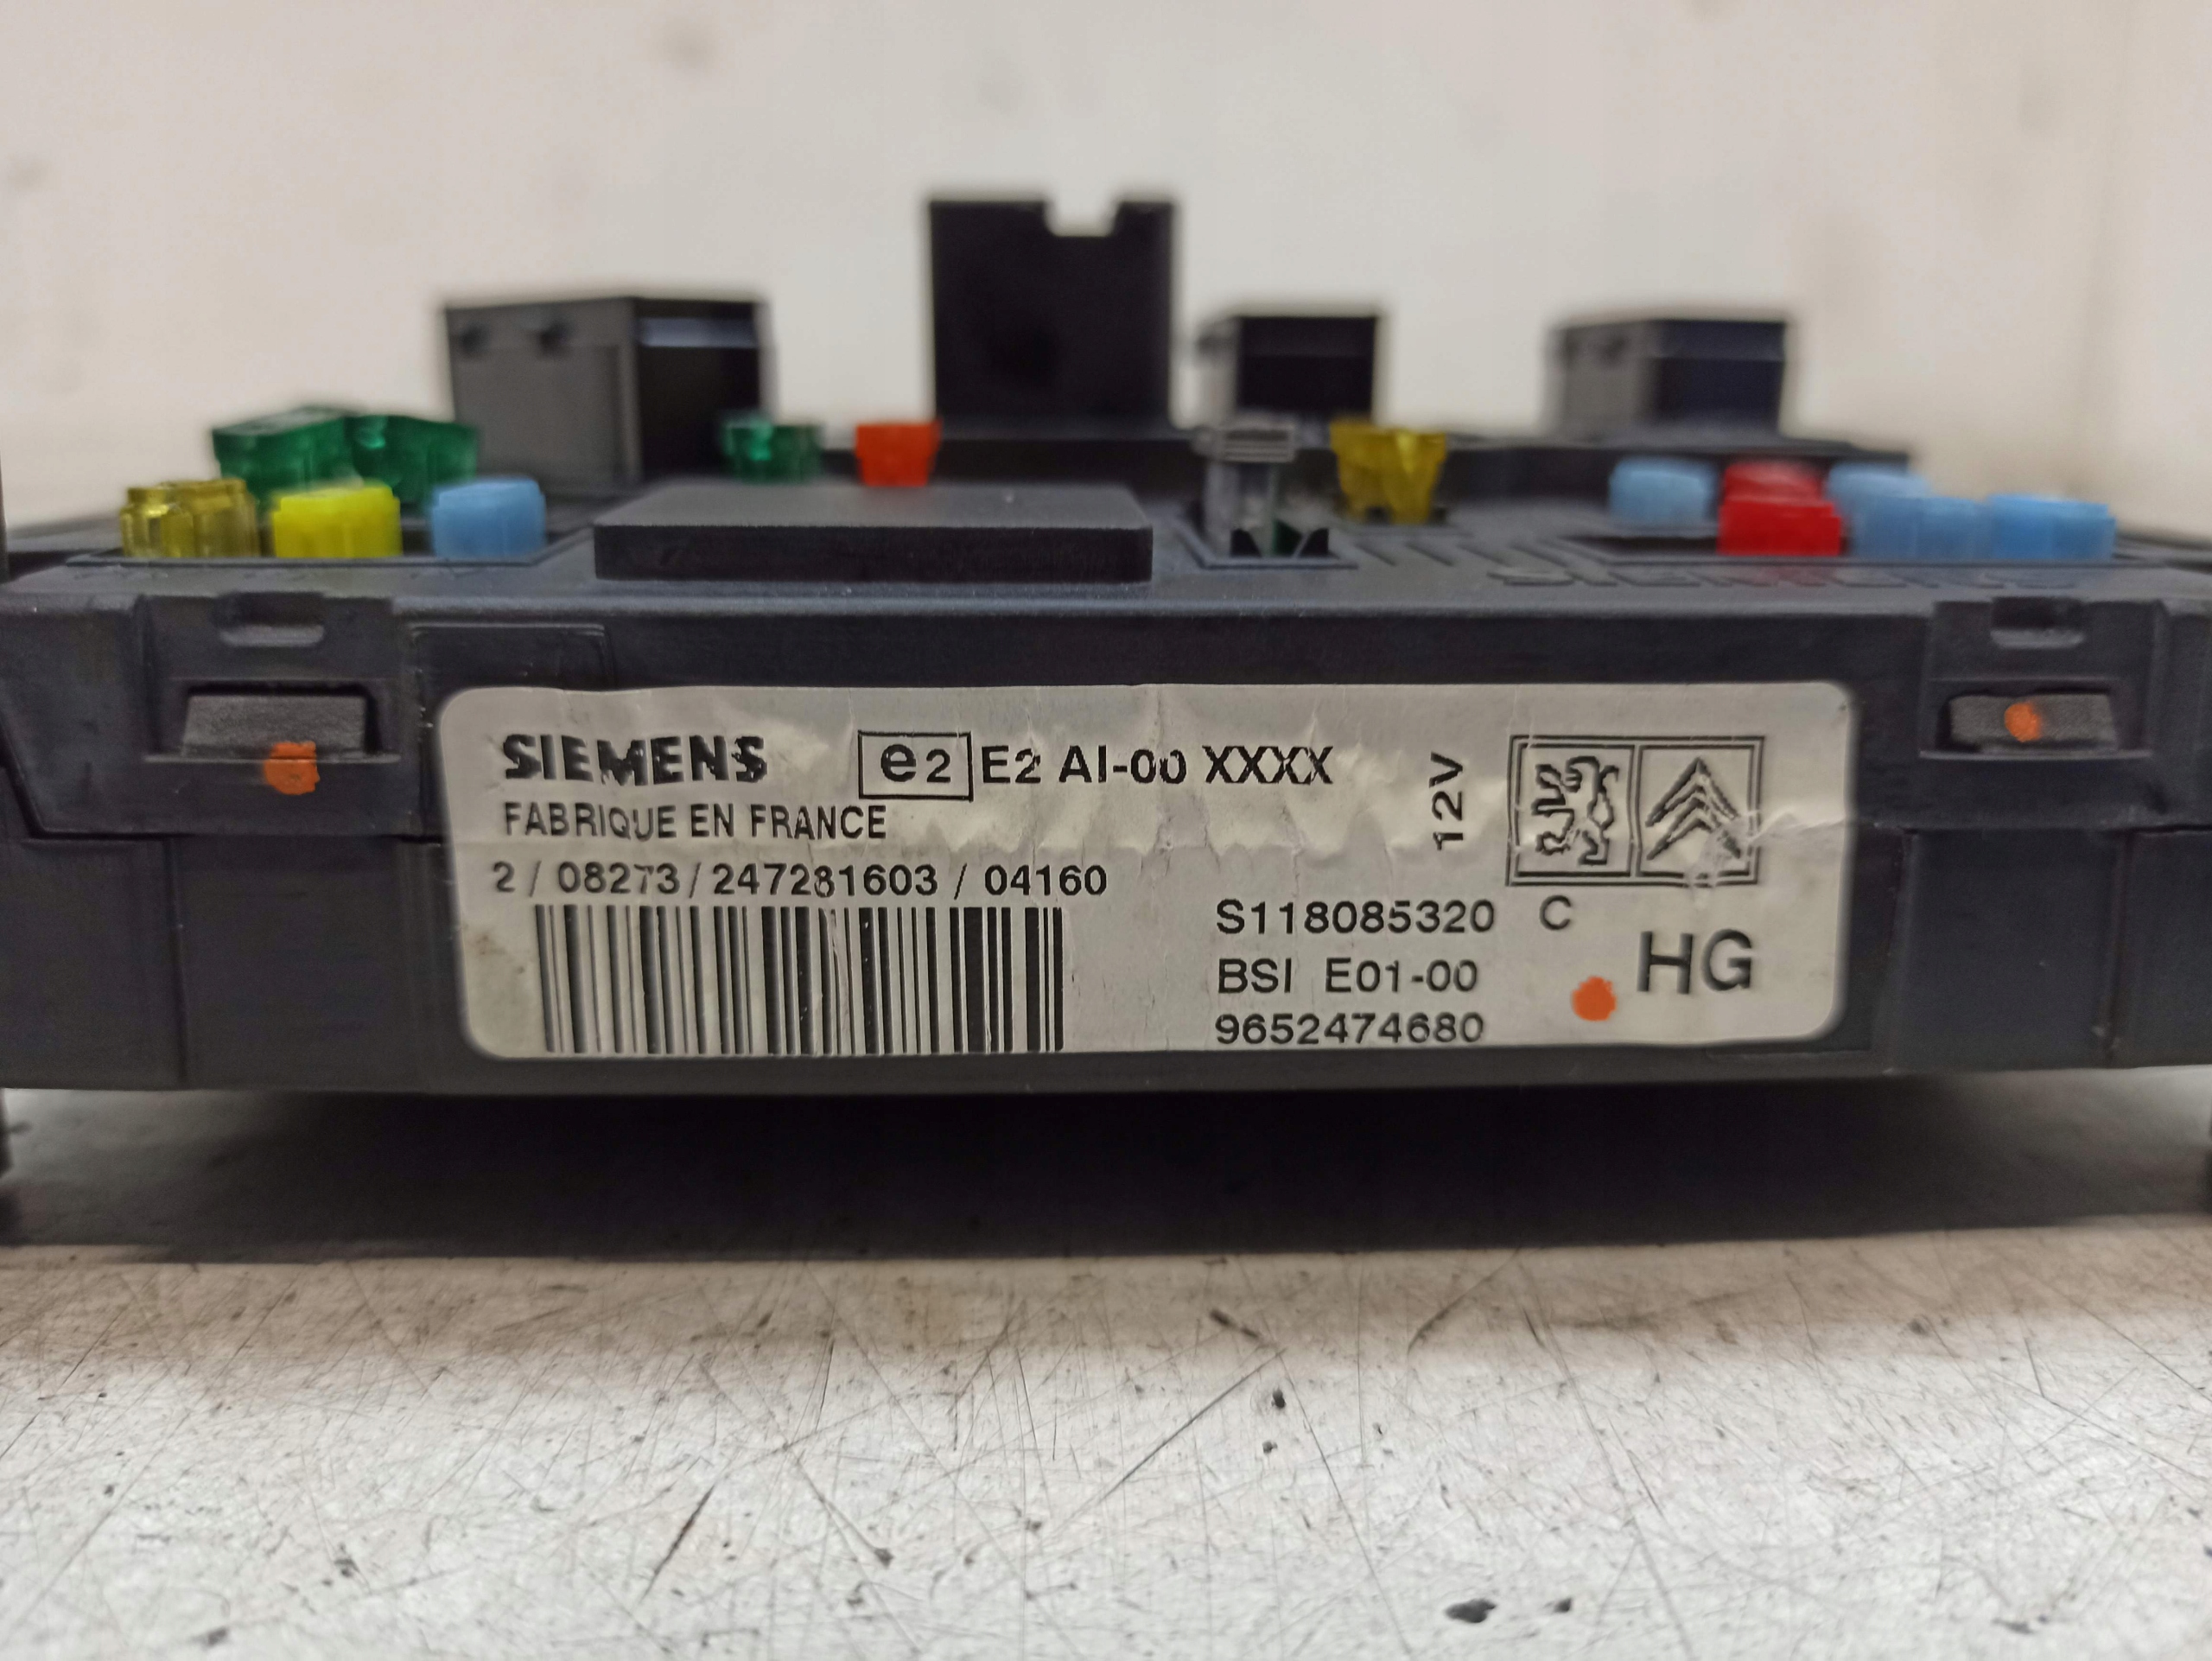 SIEMENS e2 E2 AI-00 XXXX
12V
FABRIQUE EN FRANCE
2 / 08273 / 247281603 / 04160
S118085320 C
BSI E01-00
HG
9652474680